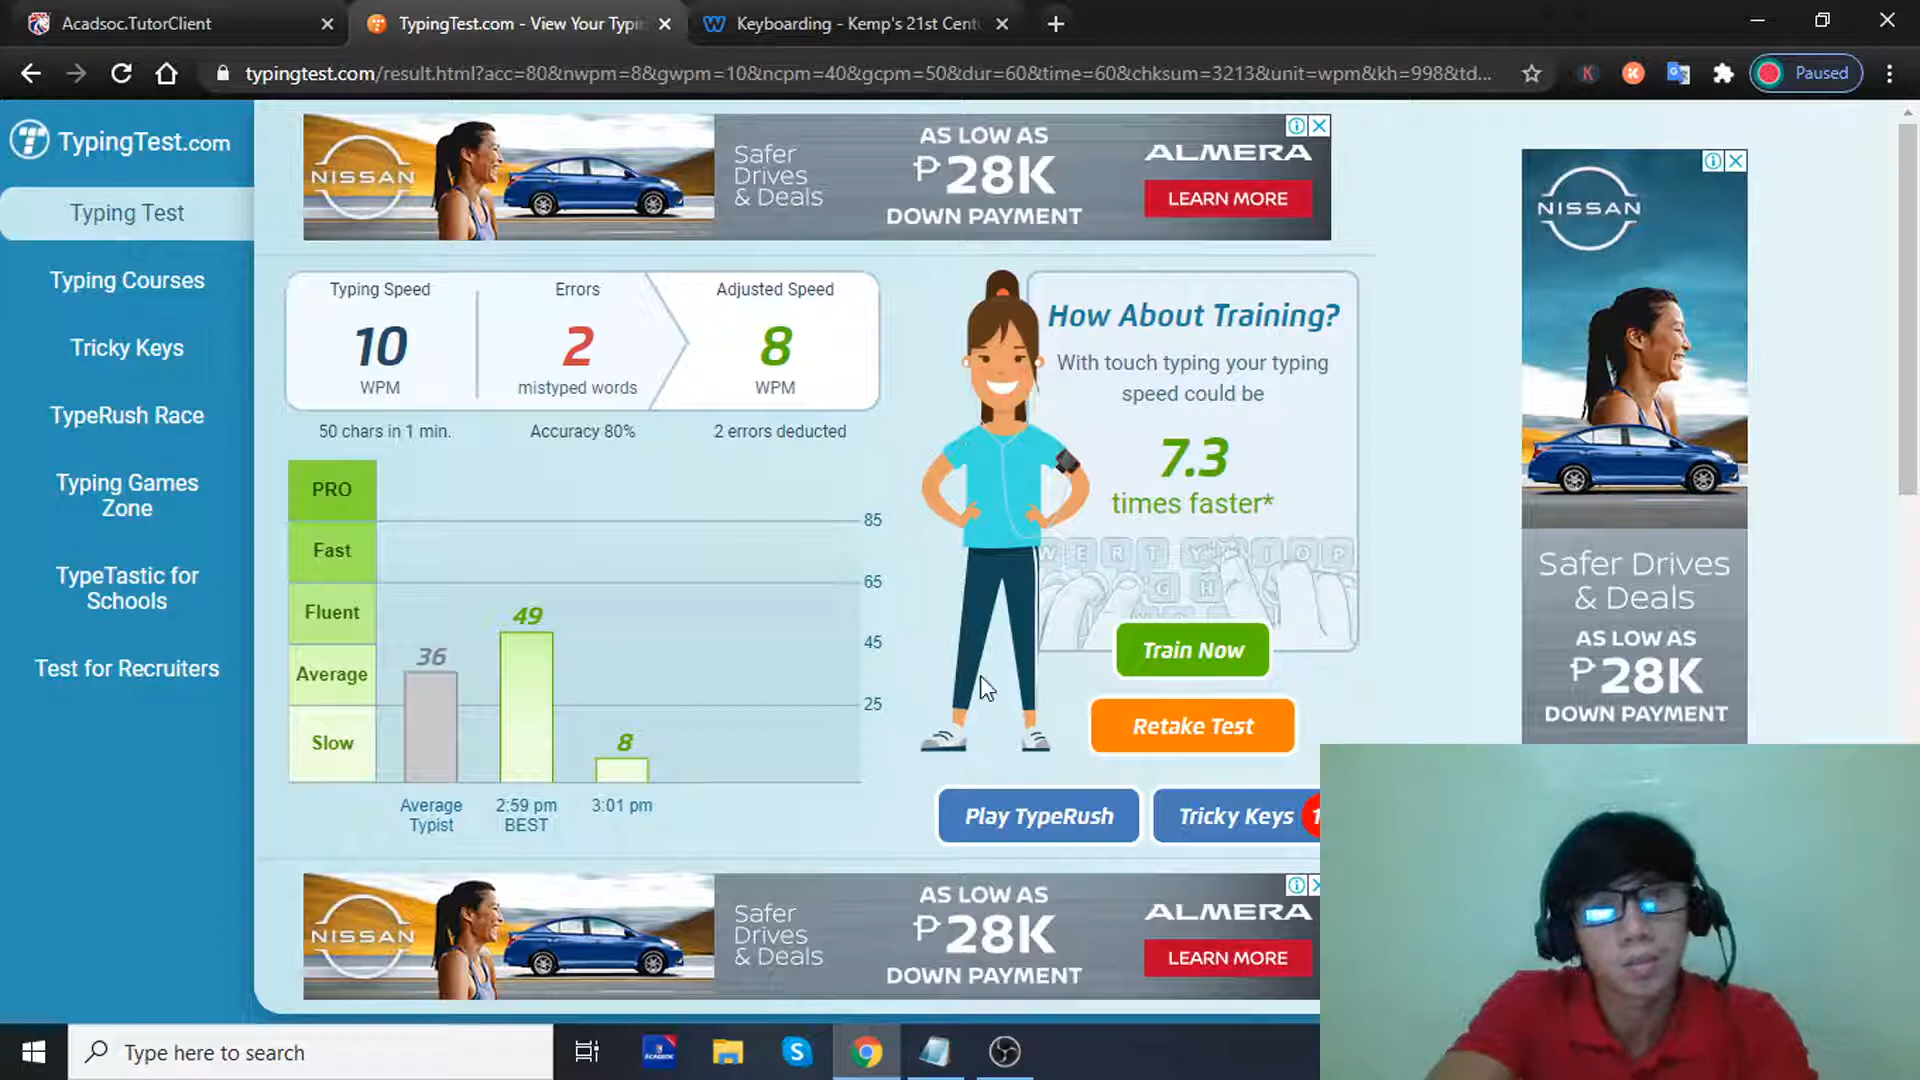 Acadsoc.TutorClient
TypingTest.com - View Your Typi
Keyboarding - Kemp's 21st Cent
typingtest.com/result.html?acc=80&nwpm=8&gwpm=10&ncpm=40&gcpm=50&dur=60&time=60&chksum=3213&unit=wpm&kh=998&td...
Paused
TypingTest.com
Typing Test
Typing Courses
Tricky Keys
TypeRush Race
Typing Games
Zone
TypeTastic for
Schools
Test for Recruiters
NISSAN
Safer
Drives
& Deals
AS LOW AS
₱28K
DOWN PAYMENT
ALMERA
LEARN MORE
Typing Speed
10
WPM
50 chars in 1 min.
Errors
2
mistyped words
Accuracy 80%
Adjusted Speed
8
WPM
2 errors deducted
PRO
Fast
Fluent
Average
Slow
85
65
45
25
36
49
8
Average
Typist
2:59 pm
BEST
3:01 pm
How About Training?
With touch typing your typing
speed could be
7.3
times faster*
W E R T Y I O P
G H
Train Now
Retake Test
Play TypeRush
Tricky Keys
NISSAN
Safer Drives
& Deals
AS LOW AS
₱28K
DOWN PAYMENT
NISSAN
Safer
Drives
& Deals
AS LOW AS
₱28K
DOWN PAYMENT
ALMERA
LEARN MORE
Type here to search
ACADSOC